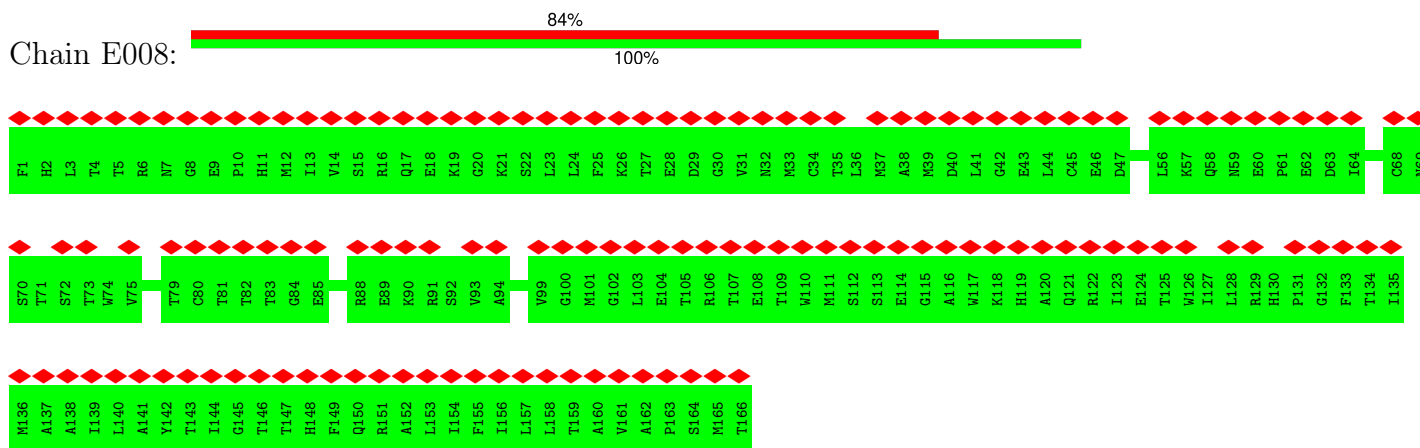 84%
Chain E008:
100%
F1 H2 L3 T4 T5 R6 N7 G8 E9 P10 H11 M12 I13 V14 S15 R16 Q17 E18 K19 G20 K21 S22 L23 L24 F25 K26 T27 E28 D29 G30 V31 N32 M33 C34 T35 L36 M37 A38 M39 D40 L41 G42 E43 L44 C45 E46 D47 L56 K57 Q58 N59 E60 P61 E62 D63 I64 C68 N69
S70 T71 S72 T73 W74 V75 T79 C80 T81 T82 T83 G84 E85 R88 E89 K90 R91 S92 V93 A94 V99 G100 M101 G102 L103 E104 T105 R106 T107 E108 T109 W110 M111 S112 S113 E114 G115 A116 W117 K118 H119 A120 Q121 R122 I123 E124 T125 W126 I127 L128 R129 H130 P131 G132 F133 T134 I135
M136 A137 A138 I139 L140 A141 Y142 T143 I144 G145 T146 T147 H148 F149 Q150 R151 A152 L153 I154 F155 I156 L157 L158 T159 A160 V161 A162 P163 S164 M165 T166